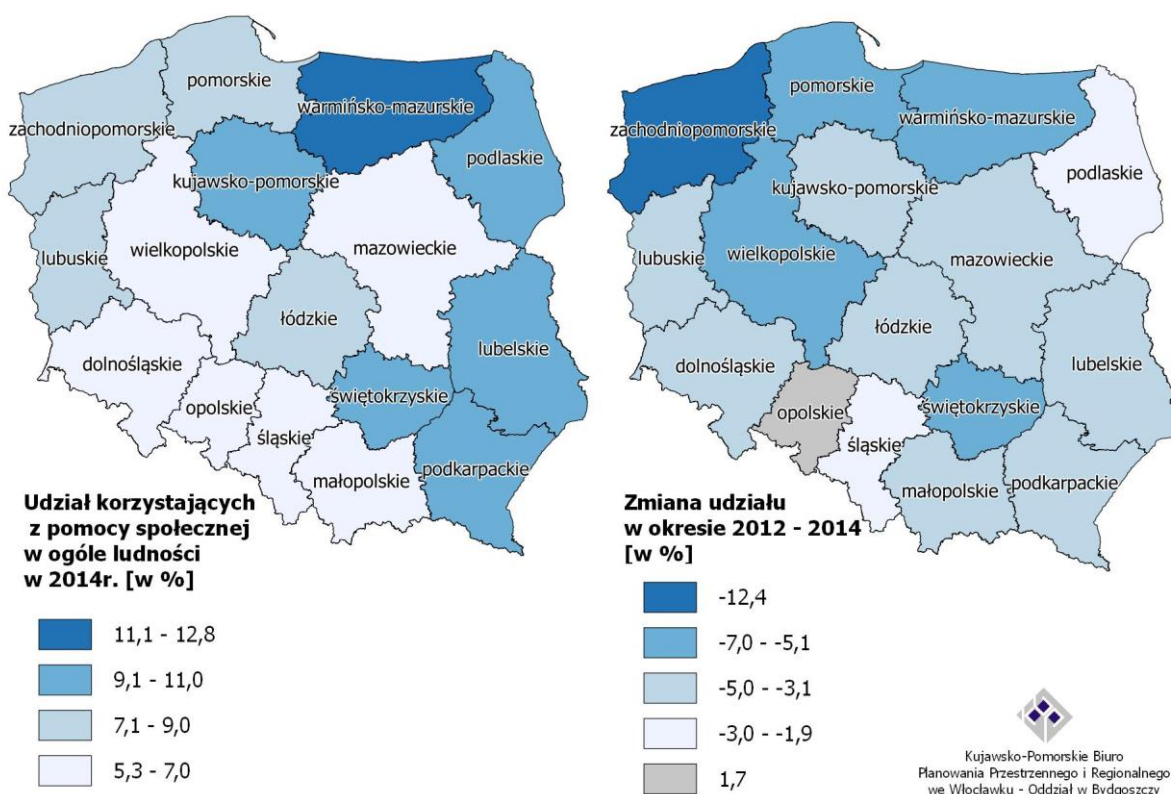 pomorskie
warmińsko-mazurskie
zachodniopomorskie
podlaskie
kujawsko-pomorskie
wielkopolskie
mazowieckie
lubuskie
łódzkie
lubelskie
dolnośląskie
opolskie
świętokrzyskie
śląskie
małopolskie
podkarpackie
Udział korzystających
z pomocy społecznej
w ogóle ludności
w 2014r. [w %]
11,1 - 12,8
9,1 - 11,0
7,1 - 9,0
5,3 - 7,0
pomorskie
warmińsko-mazurskie
zachodniopomorskie
podlaskie
kujawsko-pomorskie
wielkopolskie
lubuskie
mazowieckie
łódzkie
dolnośląskie
lubelskie
opolskie
świętokrzyskie
śląskie
małopolskie
podkarpackie
Zmiana udziału
w okresie 2012 - 2014
[w %]
-12,4
-7,0 - -5,1
-5,0 - -3,1
-3,0 - -1,9
1,7
Kujawsko-Pomorskie Biuro
Planowania Przestrzennego i Regionalnego
we Włocławku - Oddział w Bydgoszczy